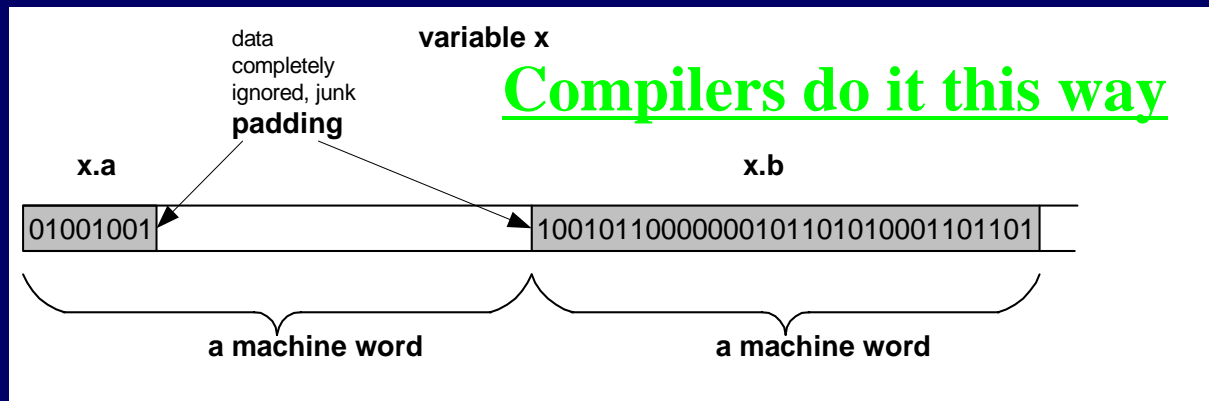 data
completely
ignored, junk
padding
variable x
Compilers do it this way
x.a
x.b
01001001
10010110000000101101010001101101
a machine word
a machine word